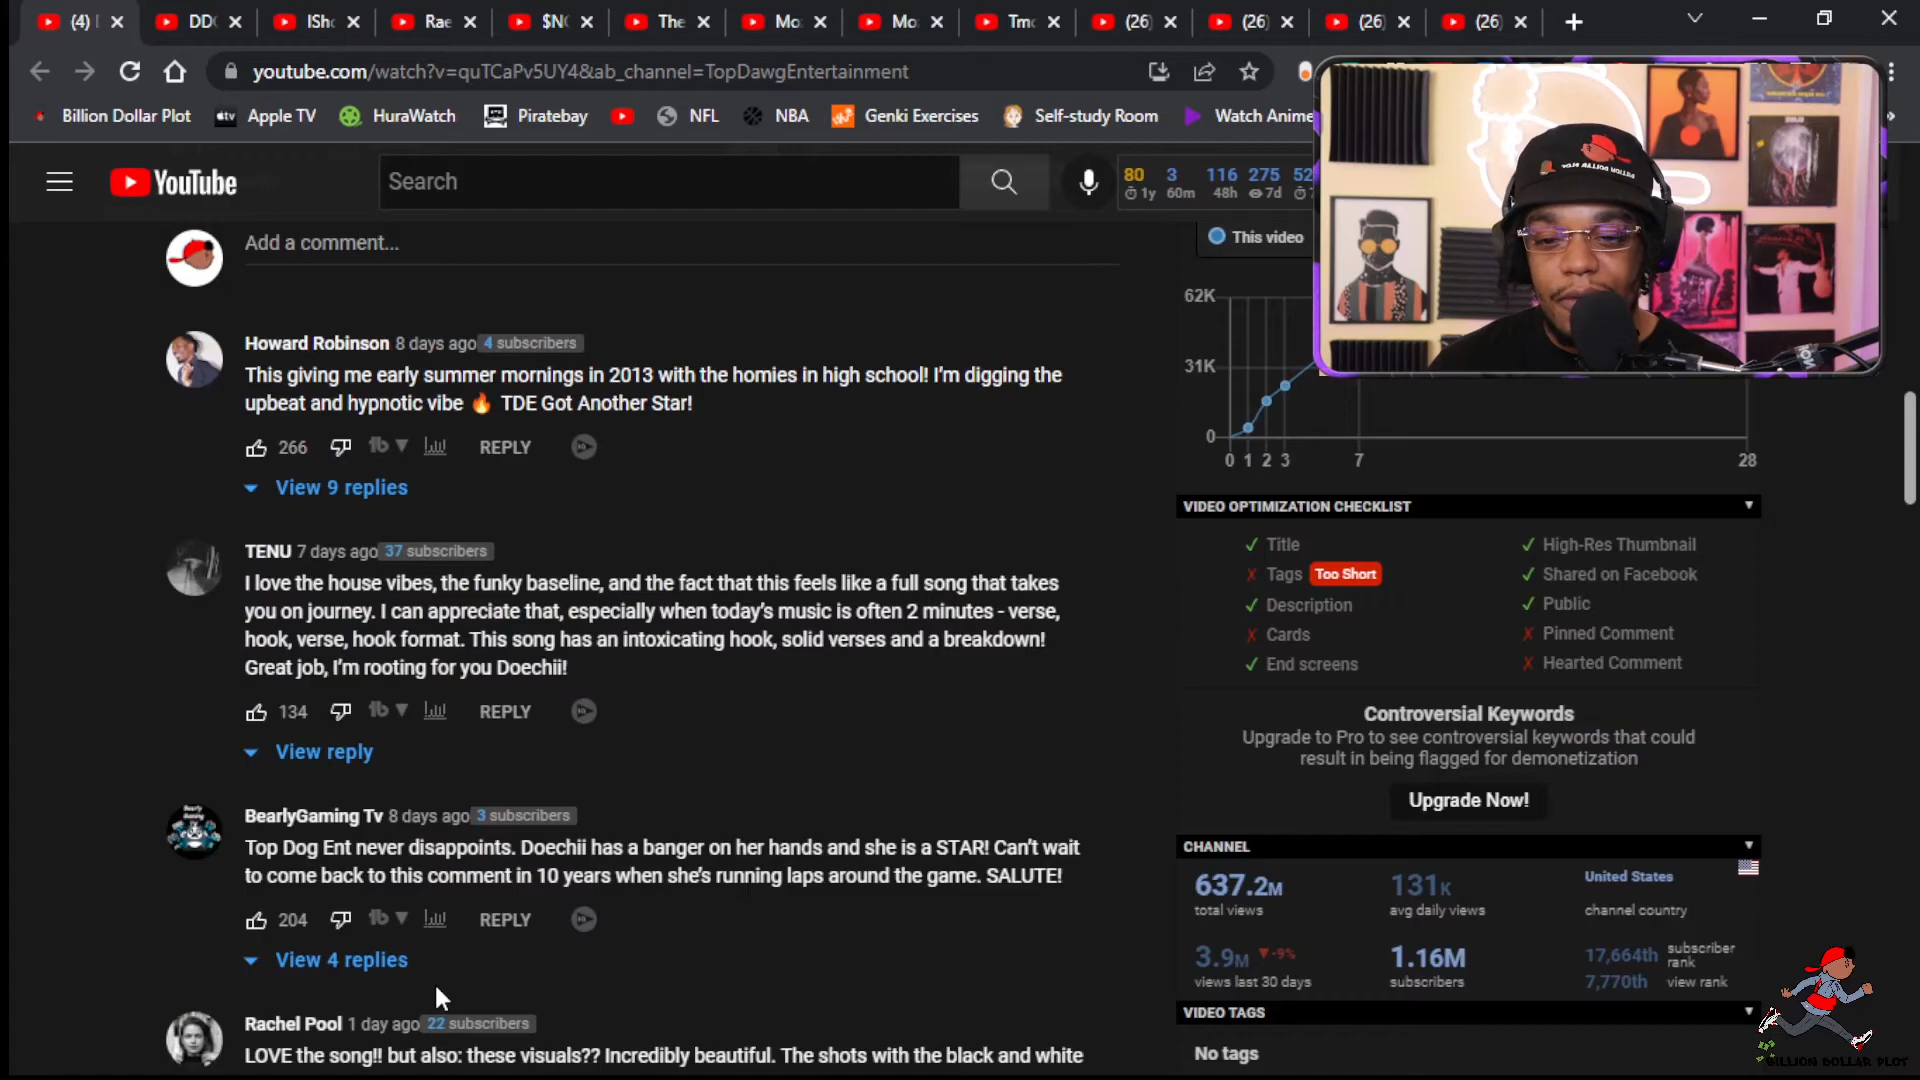 (4)
DDC
ISho
Rae
$NO
The
Mo:
Mo:
Tmo
(26)
(26)
(26)
(26)
youtube.com/watch?v=quTCaPv5UY4&ab_channel=TopDawgEntertainment
Billion Dollar Plot
Apple TV
HuraWatch
Piratebay
NFL
NBA
Genki Exercises
Self-study Room
Watch Anime
YouTube
Search
80 3 116 275
1y 60m 48h 7d
Add a comment...
This video
62K
31K
0
0 1 2 3 7 28
Howard Robinson 8 days ago 4 subscribers
This giving me early summer mornings in 2013 with the homies in high school! I'm digging the
upbeat and hypnotic vibe 🔥 TDE Got Another Star!
266 REPLY
View 9 replies
TENU 7 days ago 37 subscribers
I love the house vibes, the funky baseline, and the fact that this feels like a full song that takes
you on journey. I can appreciate that, especially when today's music is often 2 minutes - verse,
hook, verse, hook format. This song has an intoxicating hook, solid verses and a breakdown!
Great job, I'm rooting for you Doechii!
134 REPLY
View reply
BearlyGaming Tv 8 days ago 3 subscribers
Top Dog Ent never disappoints. Doechii has a banger on her hands and she is a STAR! Can't wait
to come back to this comment in 10 years when she's running laps around the game. SALUTE!
204 REPLY
View 4 replies
Rachel Pool 1 day ago 22 subscribers
LOVE the song!! but also: these visuals?? Incredibly beautiful. The shots with the black and white
VIDEO OPTIMIZATION CHECKLIST
Title
Tags Too Short
Description
Cards
End screens
High-Res Thumbnail
Shared on Facebook
Public
Pinned Comment
Hearted Comment
Controversial Keywords
Upgrade to Pro to see controversial keywords that could
result in being flagged for demonetization
Upgrade Now!
CHANNEL
637.2M
total views
131K
avg daily views
United States
channel country
3.9M -9%
views last 30 days
1.16M
subscribers
17,664th subscriber rank
7,770th view rank
VIDEO TAGS
No tags
BILLION DOLLAR PLOT